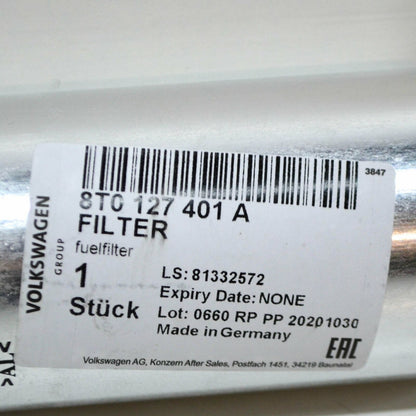 3847
VOLKSWAGEN
GROUP
8T0 127 401 A
FILTER
fuelfilter
1
Stück
LS: 81332572
Expiry Date: NONE
Lot: 0660 RP PP 20201030
Made in Germany
EAC
Volkswagen AG, Konzern After Sales, Postfach 1451, 34219 Baunatal
>AL<